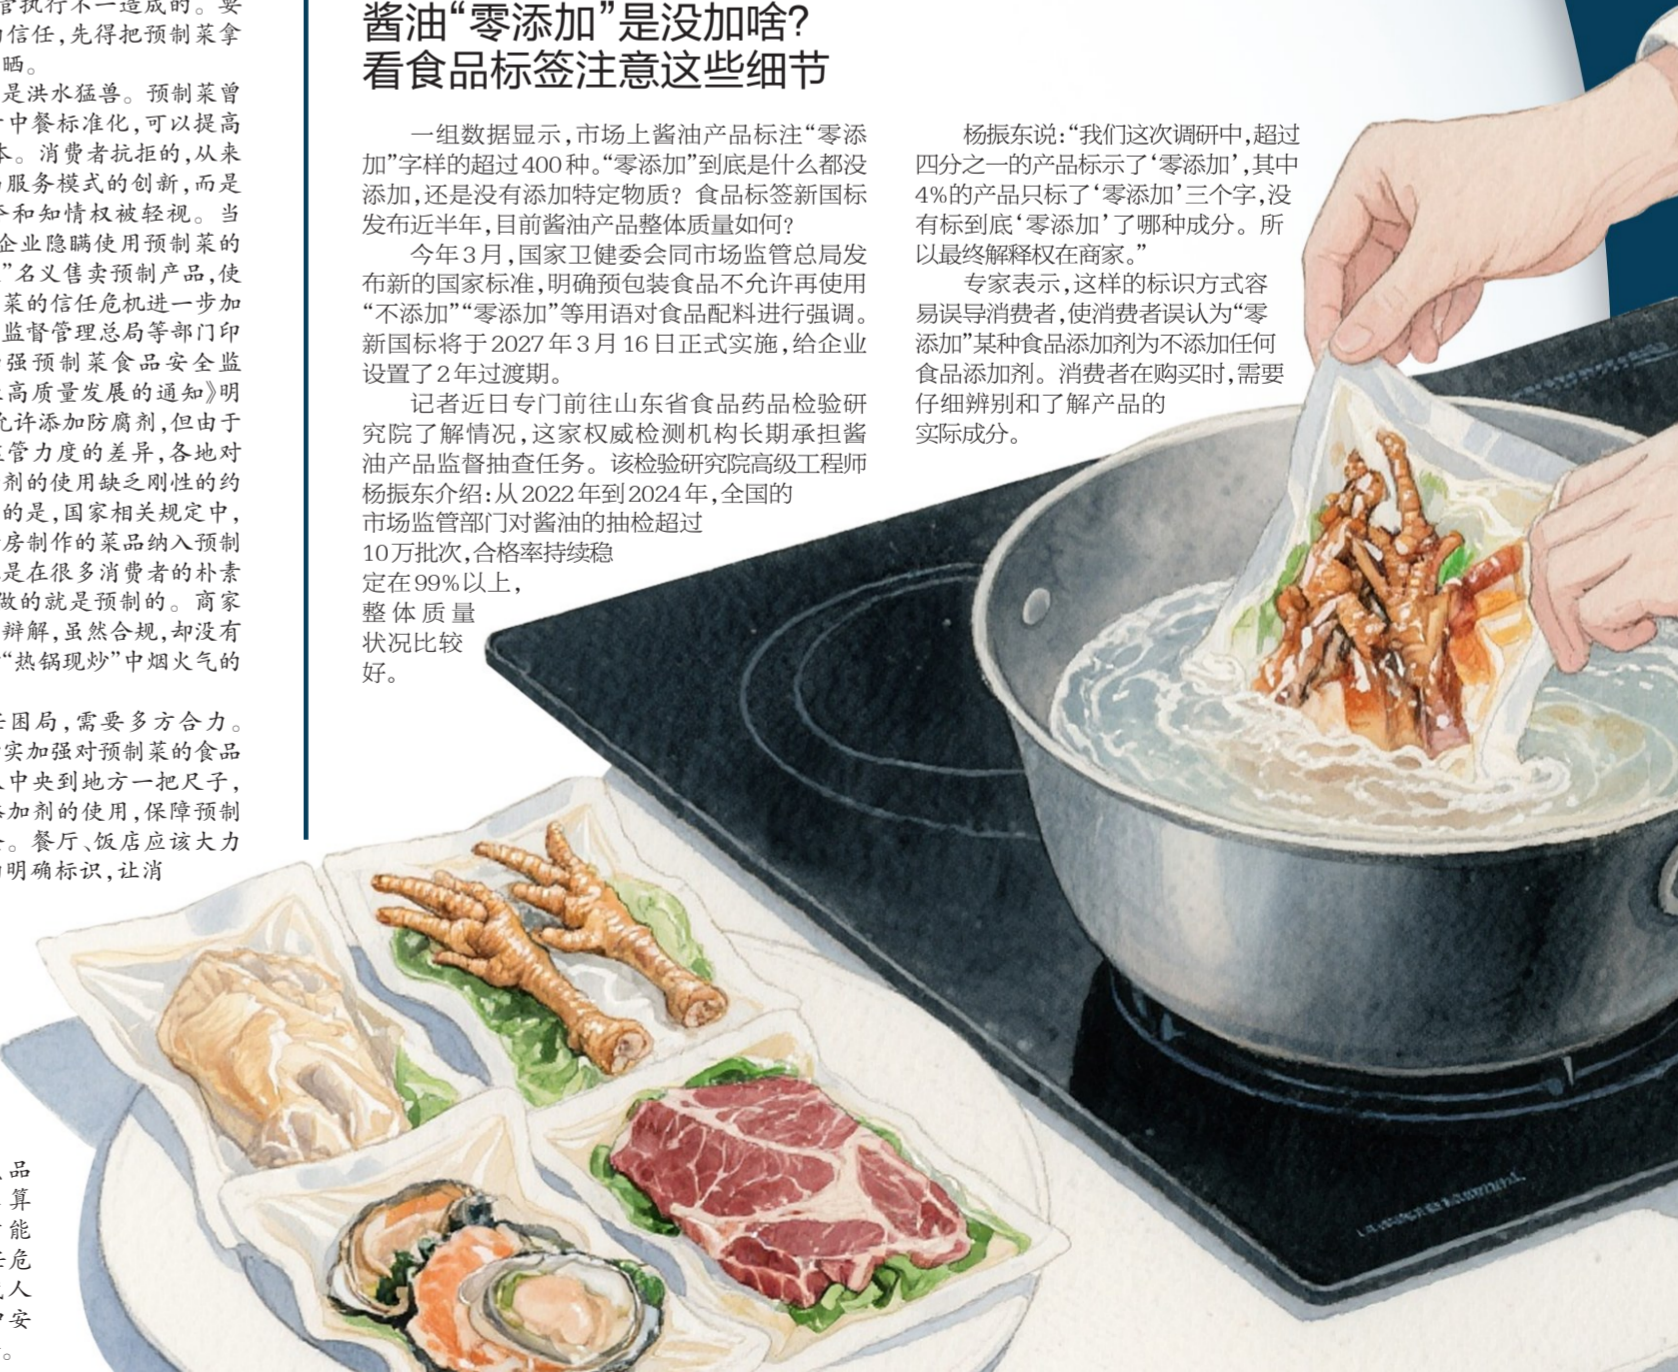 管执行不一造成的。要
信任,先得把预制菜拿
晒。
是洪水猛兽。预制菜曾
中餐标准化,可以提高
本。消费者抗拒的,从来
服务模式的创新,而是
和知情权被轻视。当
企业隐瞒使用预制菜的
”名义售卖预制产品,使
菜的信任危机进一步加
监督管理总局等部门印
强预制菜食品安全监
高质量发展的通知》明
允许添加防腐剂,但由于
监管力度的差异,各地对
剂的使用缺乏刚性的约
的是,国家相关规定中,
房制作的菜品纳入预制
是在很多消费者的朴素
做的就是预制的。商家
辩解,虽然合规,却没有
“热锅现炒”中烟火气的
困局,需要多方合力。
实加强对预制菜的食品
中央到地方一把尺子,
加剂的使用,保障预制
。餐厅、饭店应该大力
明确标识,让消
品
算
能
危
人
安
。
酱油“零添加”是没加啥?
看食品标签注意这些细节
一组数据显示,市场上酱油产品标注“零添
加”字样的超过400种。“零添加”到底是什么都没
添加,还是没有添加特定物质? 食品标签新国标
发布近半年,目前酱油产品整体质量如何?
今年3月,国家卫健委会同市场监管总局发
布新的国家标准,明确预包装食品不允许再使用
“不添加”“零添加”等用语对食品配料进行强调。
新国标将于2027年3月16日正式实施,给企业
设置了2年过渡期。
记者近日专门前往山东省食品药品检验研
究院了解情况,这家权威检测机构长期承担酱
油产品监督抽查任务。该检验研究院高级工程师
杨振东介绍:从2022年到2024年,全国的
市场监管部门对酱油的抽检超过
10万批次,合格率持续稳
定在99%以上,
整体质量
状况比较
好。
杨振东说:“我们这次调研中,超过
四分之一的产品标示了‘零添加’,其中
4%的产品只标了‘零添加’三个字,没
有标到底‘零添加’了哪种成分。所
以最终解释权在商家。”
专家表示,这样的标识方式容
易误导消费者,使消费者误认为“零
添加”某种食品添加剂为不添加任何
食品添加剂。消费者在购买时,需要
仔细辨别和了解产品的
实际成分。